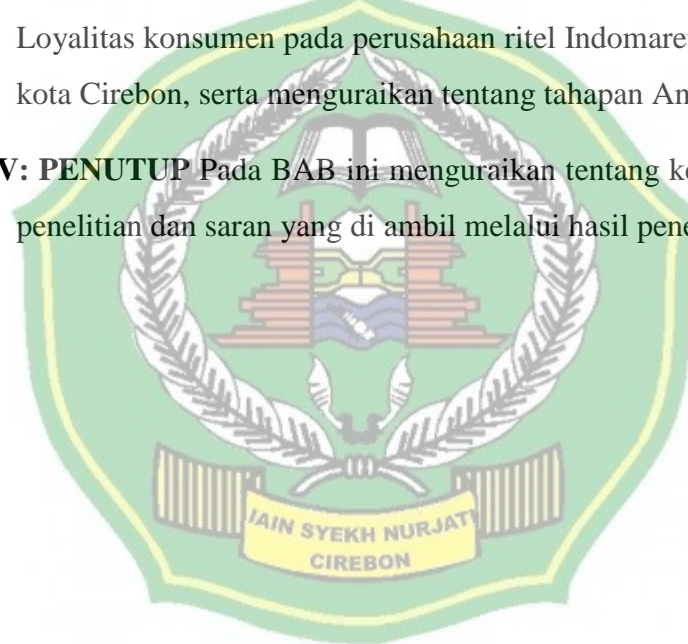 Loyalitas konsumen pada perusahaan ritel Indomaret
kota Cirebon, serta menguraikan tentang tahapan An
V: PENUTUP Pada BAB ini menguraikan tentang ke
penelitian dan saran yang di ambil melalui hasil pene
IAIN SYEKH NURJATI
CIREBON